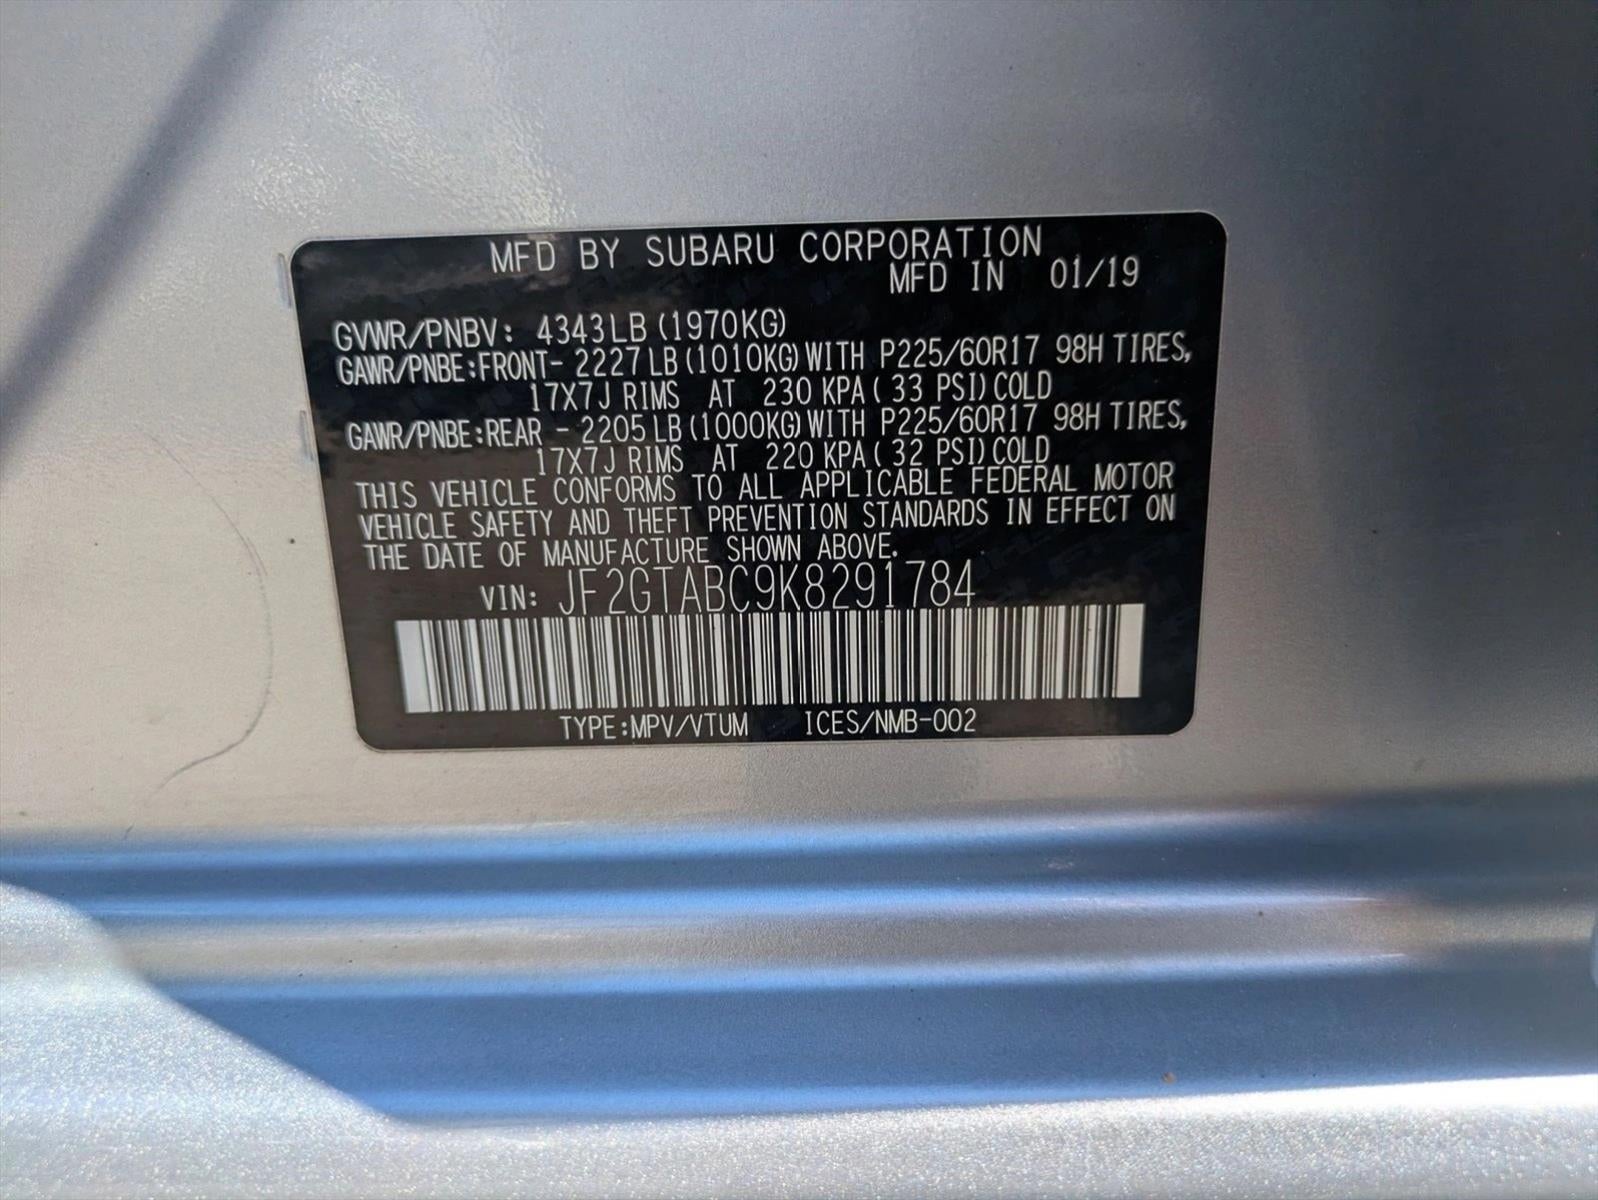 MFD BY SUBARU CORPORATION
MFD IN 01/19
GVWR/PNBV: 4343LB (1970KG)
GAWR/PNBE:FRONT- 2227LB (1010KG) WITH P225/60R17 98H TIRES,
17X7J RIMS AT 230 KPA ( 33 PSI) COLD
GAWR/PNBE:REAR - 2205LB (1000KG) WITH P225/60R17 98H TIRES,
17X7J RIMS AT 220 KPA ( 32 PSI) COLD
THIS VEHICLE CONFORMS TO ALL APPLICABLE FEDERAL MOTOR
VEHICLE SAFETY AND THEFT PREVENTION STANDARDS IN EFFECT ON
THE DATE OF MANUFACTURE SHOWN ABOVE.
VIN: JF2GTABC9K8291784
TYPE:MPV/VTUM ICES/NMB-002